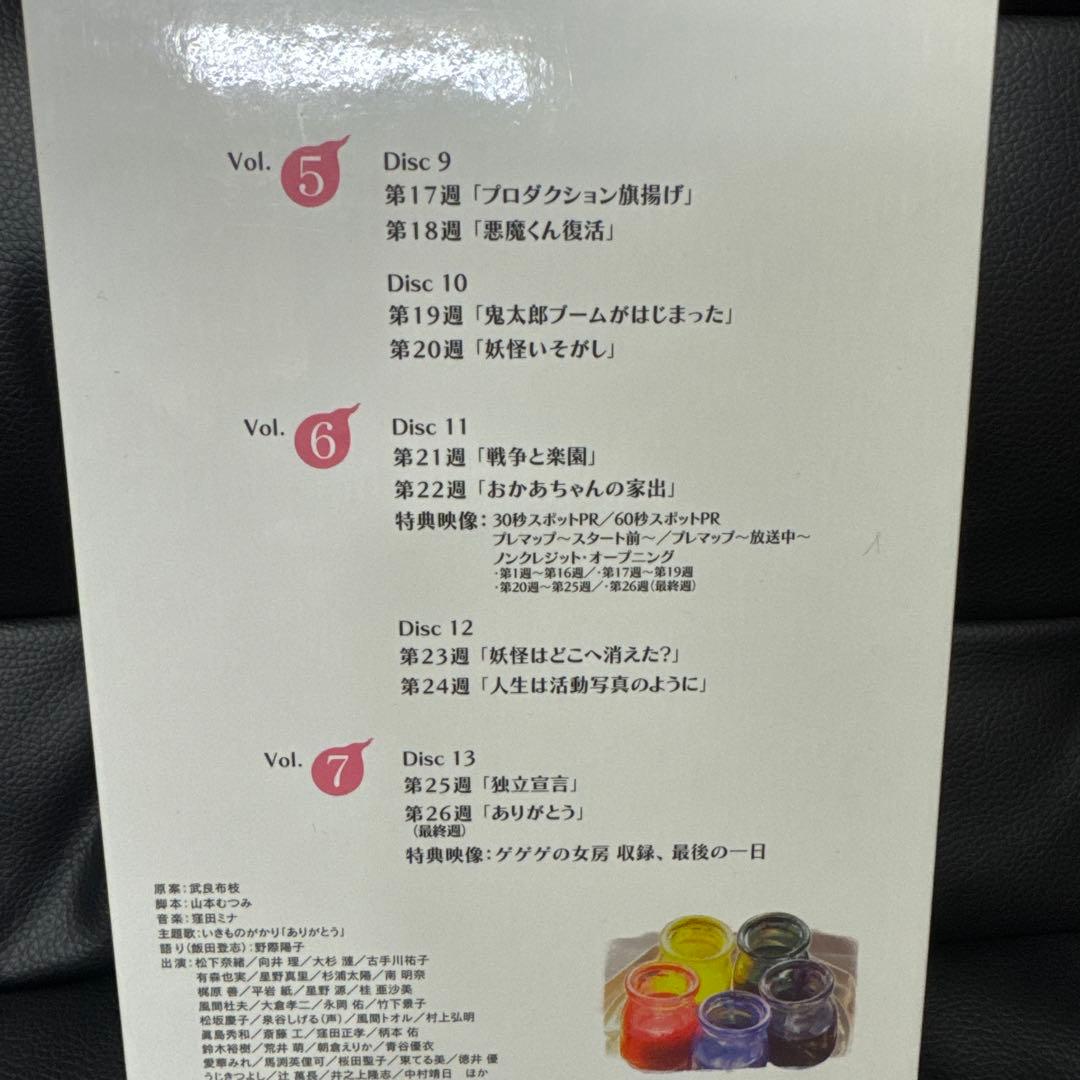 Vol. 5
Disc 9
第17週「プロダクション旗揚げ」
第18週「悪魔くん復活」
Disc 10
第19週「鬼太郎ブームがはじまった」
第20週「妖怪いそがし」
Vol. 6
Disc 11
第21週「戦争と楽園」
第22週「おかあちゃんの家出」
特典映像：30秒スポットPR／60秒スポットPR
プレマップ～スタート前～／プレマップ～放送中～
ノンクレジット・オープニング
・第1週～第16週／・第17週～第19週
・第20週～第25週／・第26週（最終週）
Disc 12
第23週「妖怪はどこへ消えた?」
第24週「人生は活動写真のように」
Vol. 7
Disc 13
第25週「独立宣言」
第26週「ありがとう」
（最終週）
特典映像：ゲゲゲの女房 収録、最後の一日
原案：武良布枝
脚本：山本むつみ
音楽：窪田ミナ
主題歌：いきものがかり「ありがとう」
語り（飯田登志）：野際陽子
出演：松下奈緒／向井 理／大杉 漣／古手川祐子
有森也実／星野真里／杉浦太陽／南 明奈
梶原 善／平岩 紙／星野 源／桂 亜沙美
風間杜夫／大倉孝二／永岡 佑／竹下景子
松坂慶子／泉谷しげる（声）／風間トオル／村上弘明
眞島秀和／斎藤 工／窪田正孝／柄本 佑
鈴木裕樹／荒井 萌／朝倉えりか／青谷優衣
愛華みれ／馬渕英俚可／桜田聖子／東てる美／徳井 優
うじきつよし／辻 萬長／井之上隆志／中村靖日 ほか